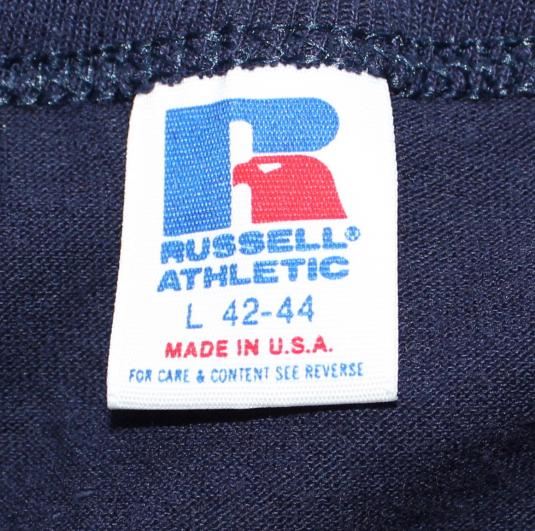 RUSSELL®
ATHLETIC
L 42-44
MADE IN U.S.A.
FOR CARE & CONTENT SEE REVERSE